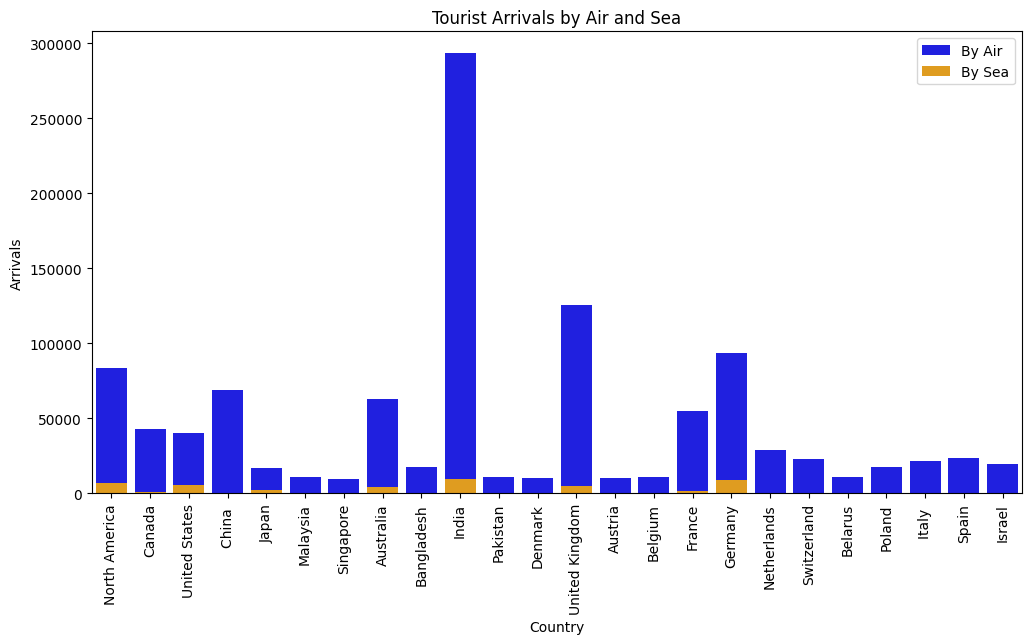 Tourist Arrivals by Air and Sea
By Air
By Sea
Arrivals
300000
250000
200000
150000
100000
50000
0
North America
Canada
United States
China
Japan
Malaysia
Singapore
Australia
Bangladesh
India
Pakistan
Denmark
United Kingdom
Austria
Belgium
France
Germany
Netherlands
Switzerland
Belarus
Poland
Italy
Spain
Israel
Country